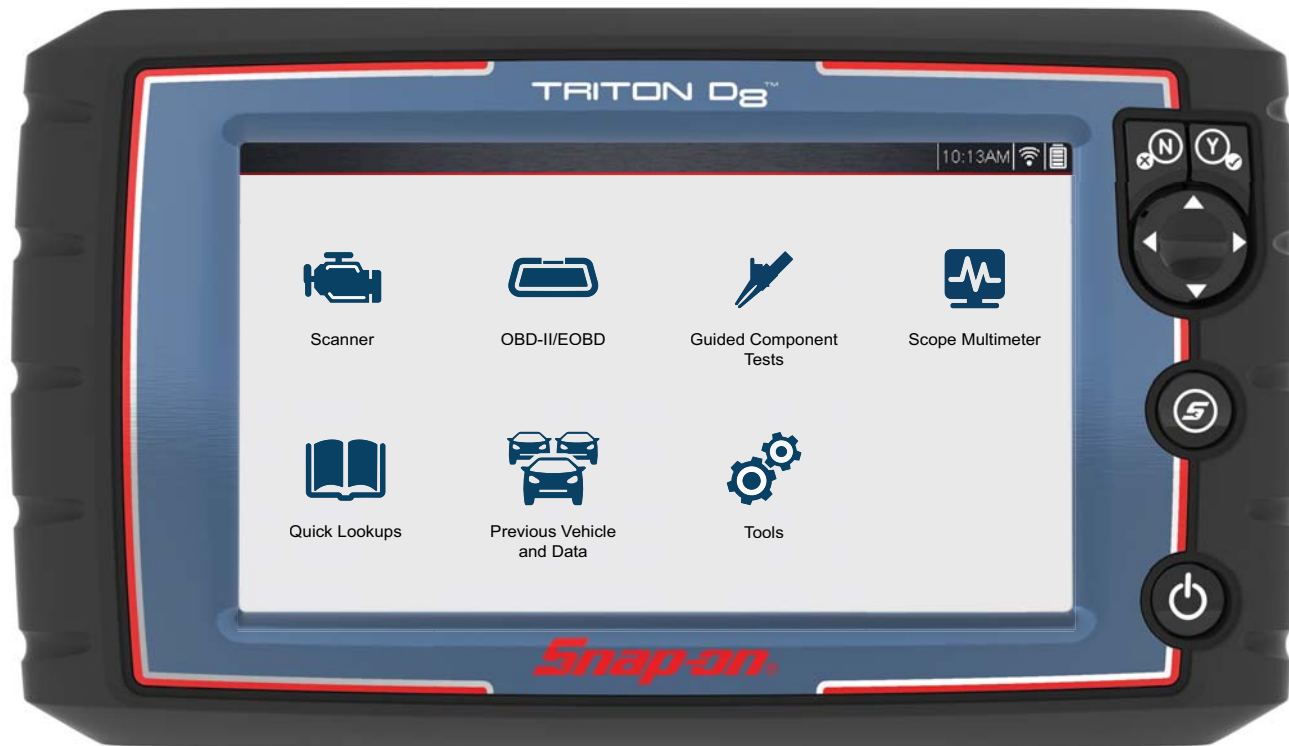 TRITON D8™
10:13AM
N
Y
Scanner
OBD-II/EOBD
Guided Component
Tests
Scope Multimeter
S
Quick Lookups
Previous Vehicle
and Data
Tools
Snap-on®